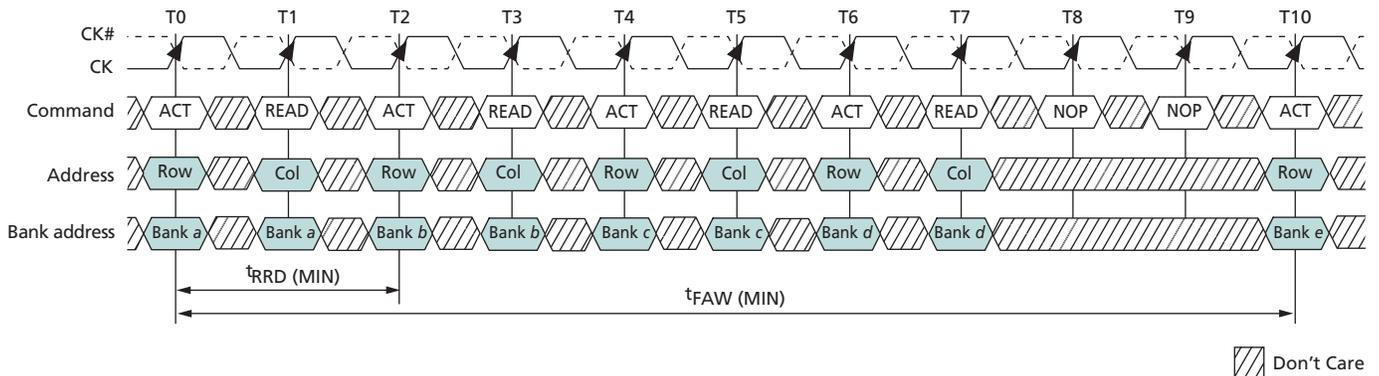 T0 T1 T2 T3 T4 T5 T6 T7 T8 T9 T10
CK#
CK
Command ACT READ ACT READ ACT READ ACT READ NOP NOP ACT
Address Row Col Row Col Row Col Row Col Row
Bank address Bank a Bank a Bank b Bank b Bank c Bank c Bank d Bank d Bank e
tRRD (MIN)
tFAW (MIN)
Don't Care